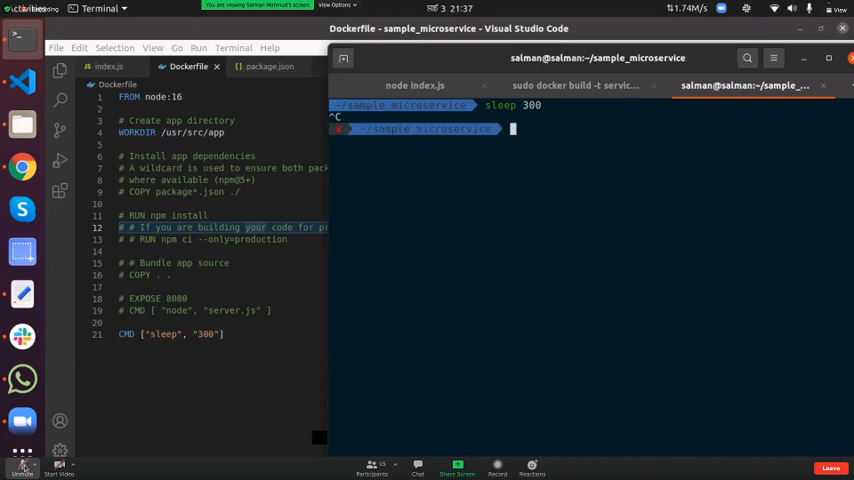 Activities
Terminal
You are viewing Salman Mahmud's screen
View Options
21:37
1.74M/s
View
Dockerfile - sample_microservice - Visual Studio Code
File Edit Selection View Go Run Terminal Help
index.js
Dockerfile
package.json
Dockerfile
1 FROM node:16
2
3 # Create app directory
4 WORKDIR /usr/src/app
5
6 # Install app dependencies
7 # A wildcard is used to ensure both pack
8 # where available (npm@5+)
9 # COPY package*.json ./
10
11 # RUN npm install
12 # # If you are building your code for pr
13 # # RUN npm ci --only=production
14
15 # # Bundle app source
16 # COPY . .
17
18 # EXPOSE 8080
19 # CMD [ "node", "server.js" ]
20
21 CMD ["sleep", "300"]
salman@salman:~/sample_microservice
node index.js
sudo docker build -t servic...
salman@salman:~/sample_...
~/sample_microservice sleep 300
^C
~/sample_microservice
Unmute
Start Video
Participants
15
Chat
Share Screen
Record
Reactions
Leave